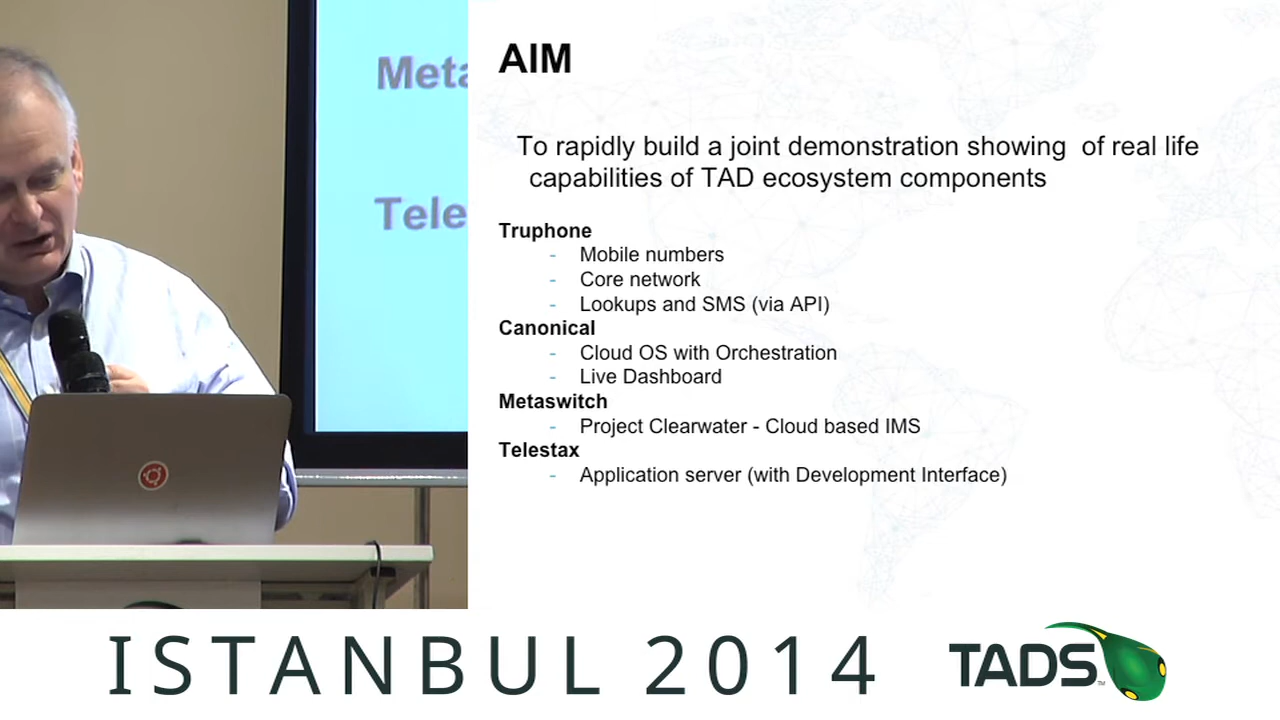 Meta
Tele
AIM
To rapidly build a joint demonstration showing  of real life
capabilities of TAD ecosystem components
Truphone
- Mobile numbers
- Core network
- Lookups and SMS (via API)
Canonical
- Cloud OS with Orchestration
- Live Dashboard
Metaswitch
- Project Clearwater - Cloud based IMS
Telestax
- Application server (with Development Interface)
ISTANBUL 2014
TADS